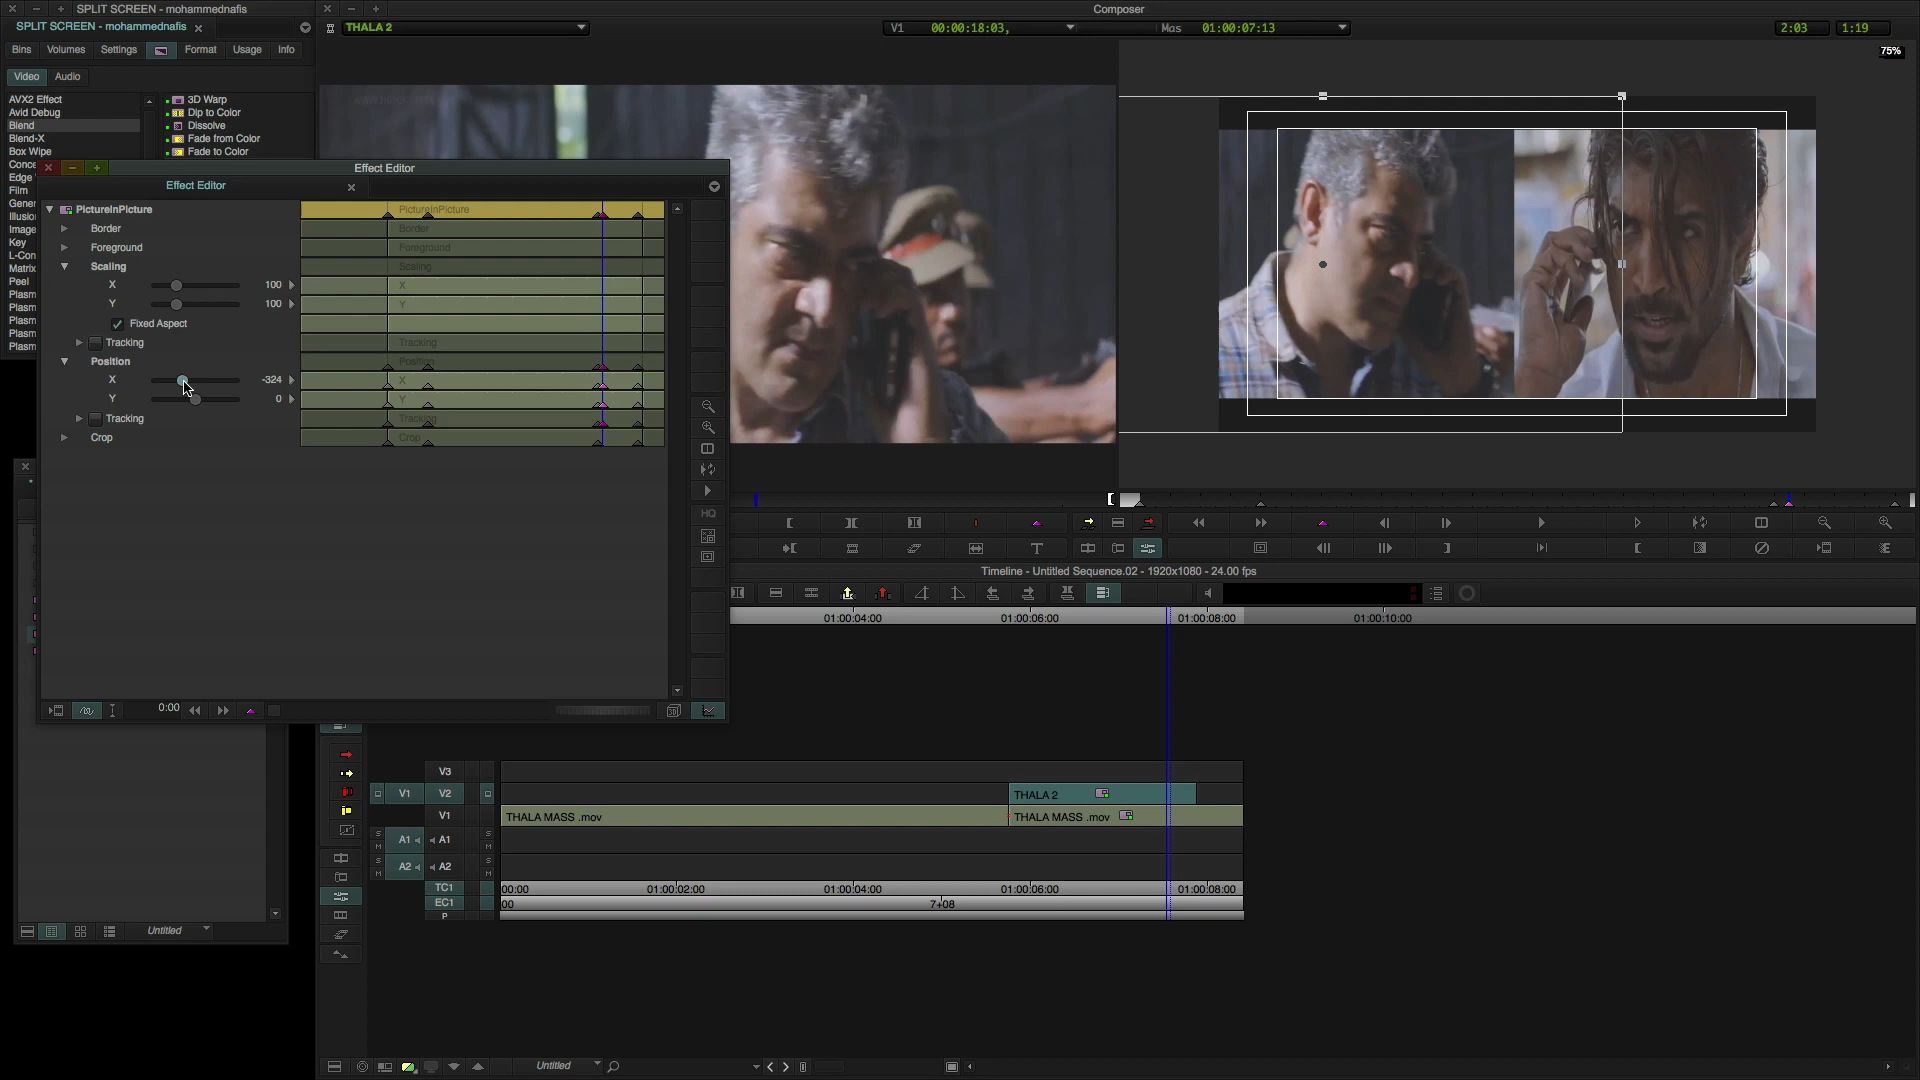 SPLIT SCREEN - mohammednafis
Composer
SPLIT SCREEN - mohammednafis
THALA 2
V1 00:00:18:03,
Mas 01:00:07:13
2:03
1:19
Bins Volumes Settings Format Usage Info
75%
Video Audio
AVX2 Effect
Avid Debug
Blend
Blend-X
Box Wipe
Conce
Edge
Film
Gener
Illusio
Image
Key
L-Con
Matrix
Peel
Plasm
Plasm
Plasm
Plasm
Plasm
3D Warp
Dip to Color
Dissolve
Fade from Color
Fade to Color
Effect Editor
Effect Editor
PictureInPicture PictureInPicture
Border Border
Foreground Foreground
Scaling Scaling
X 100 X
Y 100 Y
Fixed Aspect
Tracking Tracking
Position Position
X -324 X
Y 0 Y
Tracking Tracking
Crop Crop
HQ
0:00
Timeline - Untitled Sequence.02 - 1920x1080 - 24.00 fps
01:00:04:00 01:00:06:00 01:00:08:00 01:00:10:00
V3
V1 V2 THALA 2
V1 THALA MASS .mov THALA MASS .mov
A1 A1 S M S M
A2 A2 S M S M
TC1 00:00 01:00:02:00 01:00:04:00 01:00:06:00 01:00:08:00
EC1 00 7+08
P
Untitled
Untitled